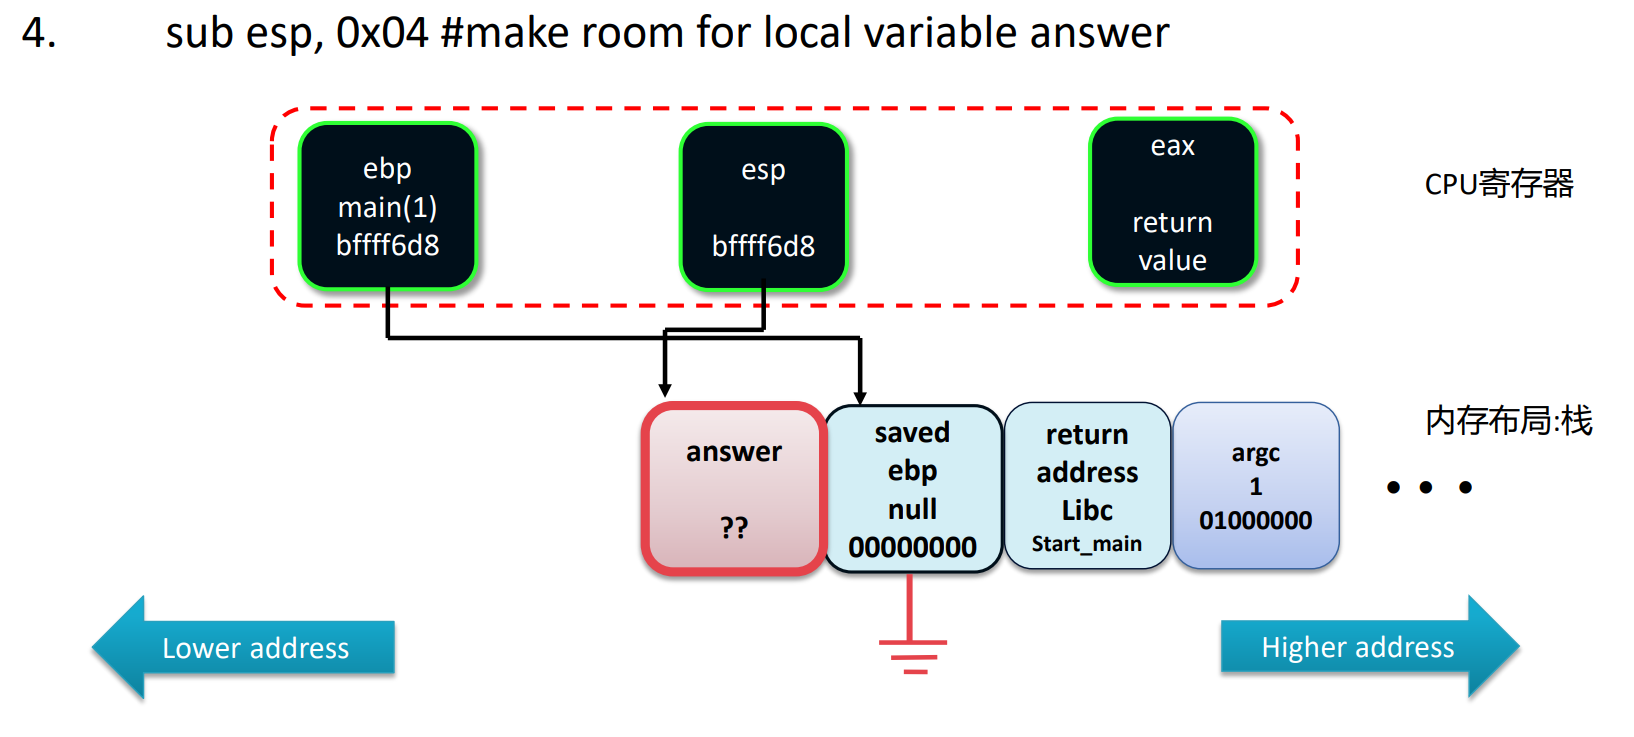 4. sub esp, 0x04 #make room for local variable answer
ebp
main(1)
bffff6d8
esp
bffff6d8
eax
return
value
CPU寄存器
answer
??
saved
ebp
null
00000000
return
address
Libc
Start_main
argc
1
01000000
• • •
内存布局:栈
Lower address
Higher address